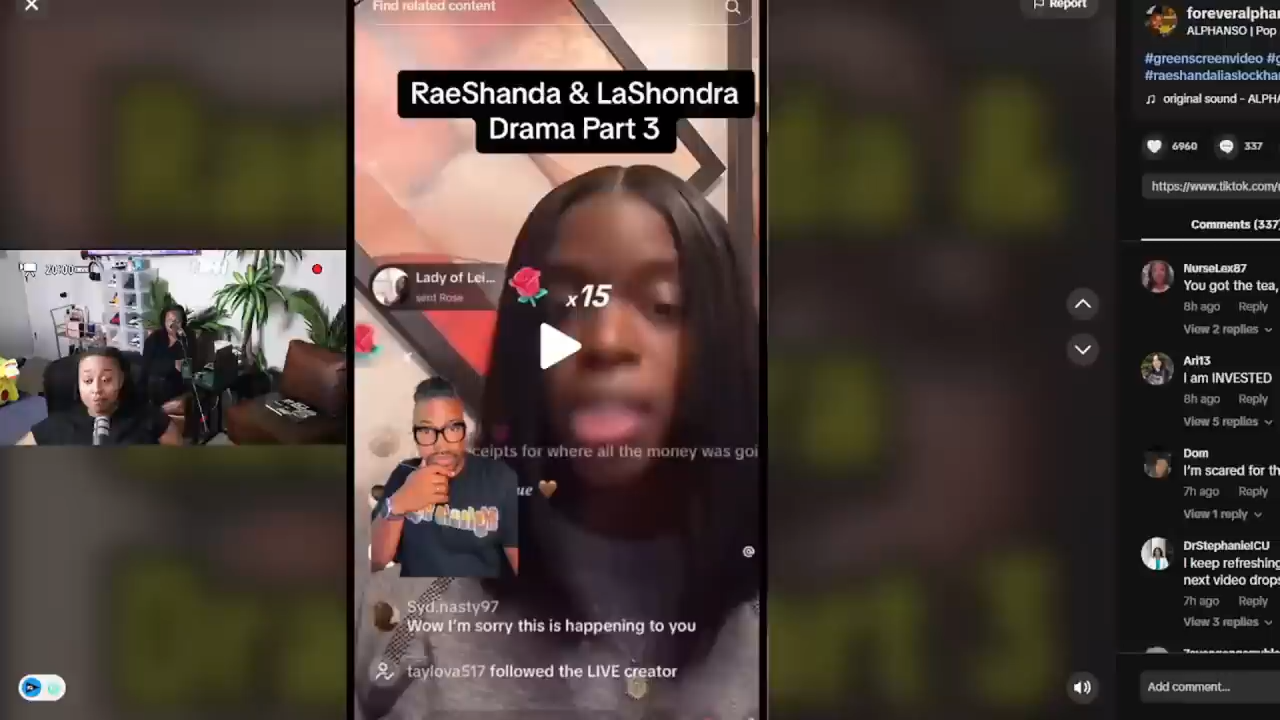 Find related content
Report
RaeShanda & LaShondra
Drama Part 3
Lady of Lei...
sent Rose
x15
ceipts for where all the money was goi
ue 🤎
Syd.nasty97
Wow I'm sorry this is happening to you
taylova517 followed the LIVE creator
foreveralphan
ALPHANSO | Pop
#greenscreenvideo #g
#raeshandaliaslockhar
original sound - ALPHA
6960
337
https://www.tiktok.com/
Comments (337)
NurseLex87
You got the tea,
8h ago Reply
View 2 replies
Ari13
I am INVESTED
8h ago Reply
View 5 replies
Dom
I'm scared for th
7h ago Reply
View 1 reply
DrStephanieICU
I keep refreshing
next video drops
7h ago Reply
View 3 replies
Add comment...